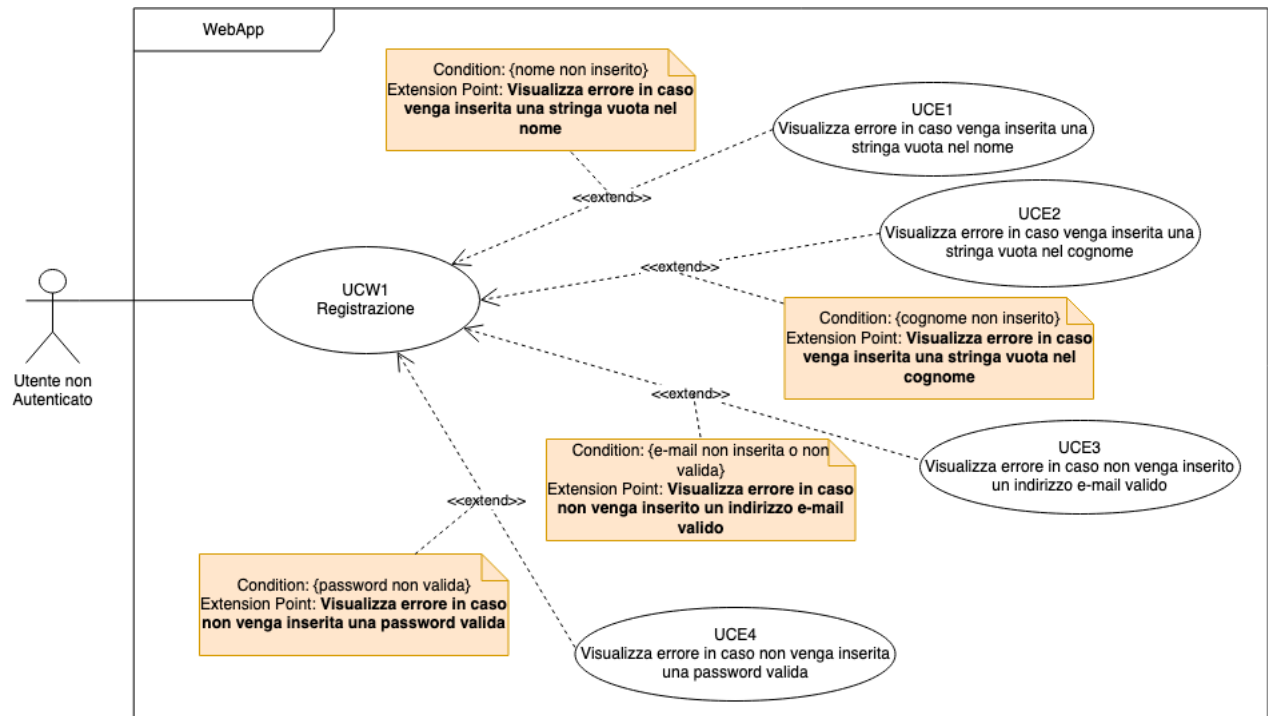 WebApp
Condition: {nome non inserito}
Extension Point: Visualizza errore in caso
venga inserita una stringa vuota nel
nome
UCE1
Visualizza errore in caso venga inserita una
stringa vuota nel nome
<<extend>>
UCE2
Visualizza errore in caso venga inserita una
stringa vuota nel cognome
<<extend>>
UCW1
Registrazione
Condition: {cognome non inserito}
Extension Point: Visualizza errore in caso
venga inserita una stringa vuota nel
cognome
Utente non
Autenticato
<<extend>>
Condition: {e-mail non inserita o non
valida}
Extension Point: Visualizza errore in caso
non venga inserito un indirizzo e-mail
valido
UCE3
Visualizza errore in caso non venga inserito
un indirizzo e-mail valido
<<extend>>
Condition: {password non valida}
Extension Point: Visualizza errore in caso
non venga inserita una password valida
UCE4
Visualizza errore in caso non venga inserita
una password valida